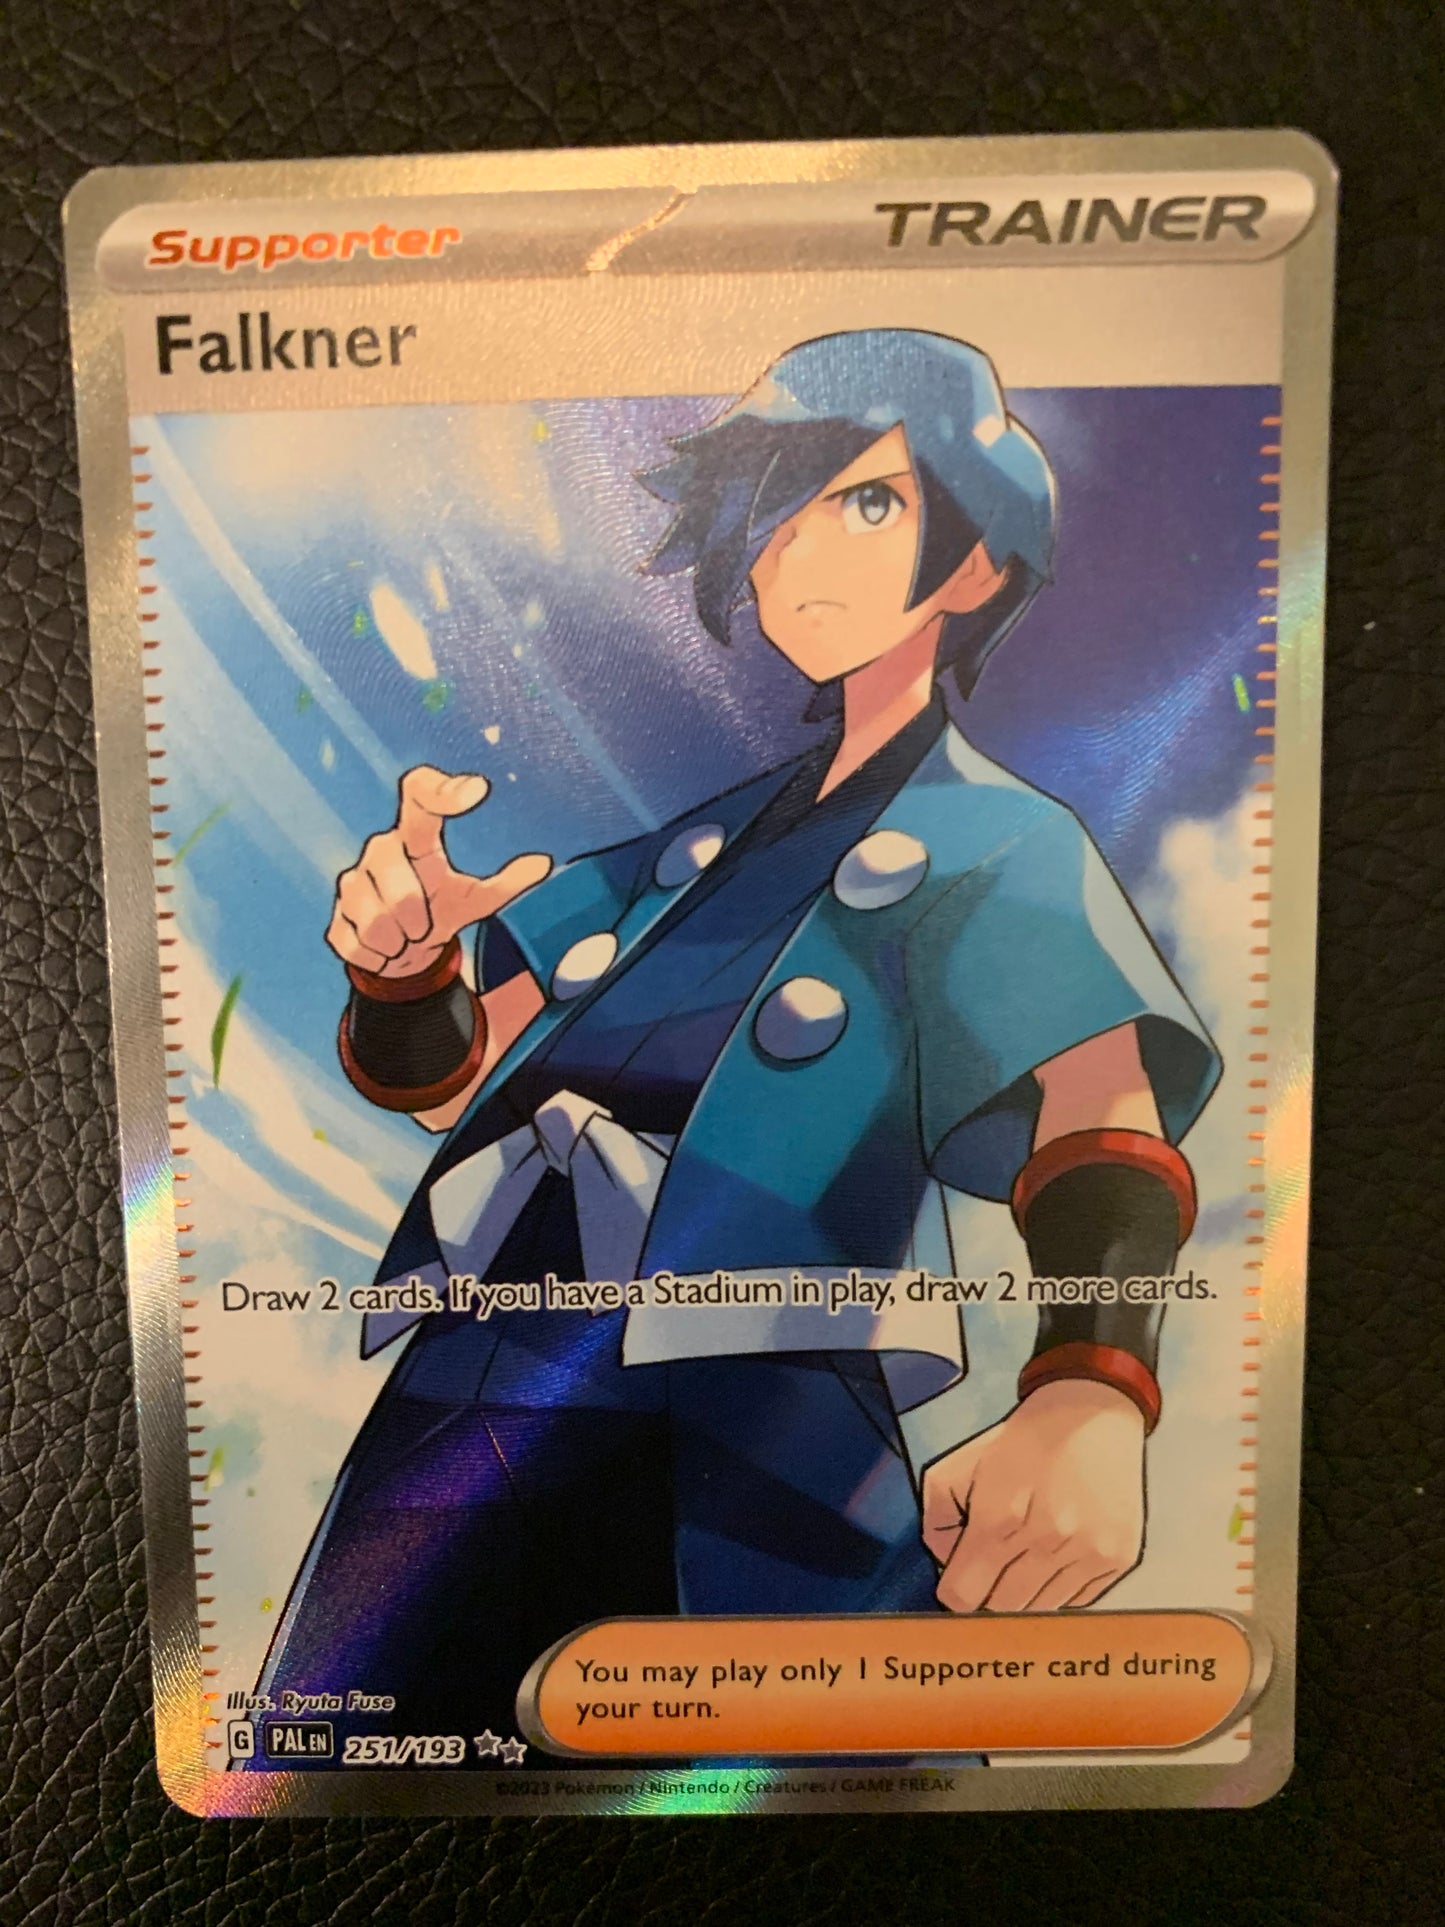 Supporter
TRAINER
Falkner
Draw 2 cards. If you have a Stadium in play, draw 2 more cards.
You may play only 1 Supporter card during
your turn.
Illus. Ryuta Fuse
G PAL EN 251/193 ★★
©2023 Pokémon / Nintendo / Creatures / GAME FREAK